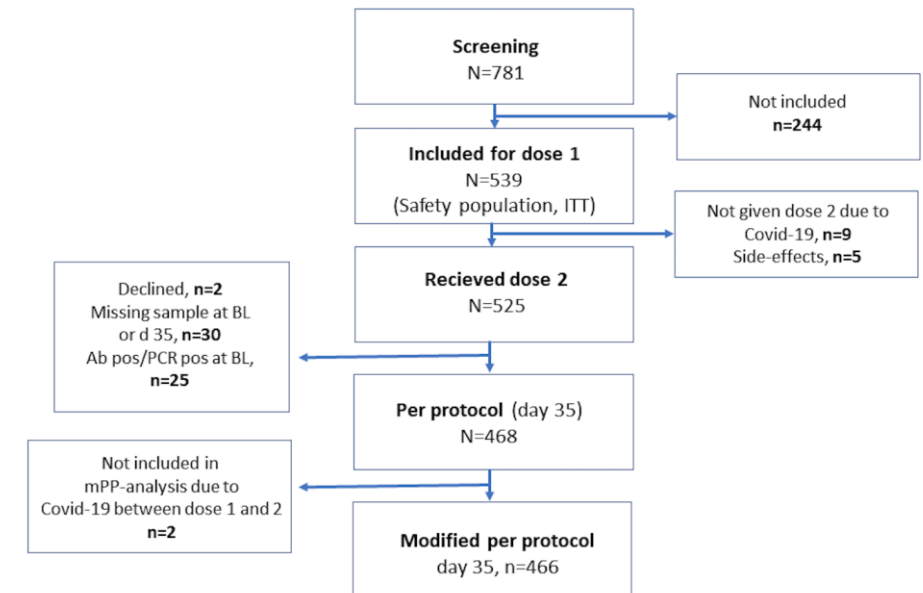 Screening
N=781
Not included
n=244
Included for dose 1
N=539
(Safety population, ITT)
Not given dose 2 due to
Covid-19, n=9
Side-effects, n=5
Recieved dose 2
N=525
Declined, n=2
Missing sample at BL
or d 35, n=30
Ab pos/PCR pos at BL,
n=25
Per protocol (day 35)
N=468
Not included in
mPP-analysis due to
Covid-19 between dose 1 and 2
n=2
Modified per protocol
day 35, n=466